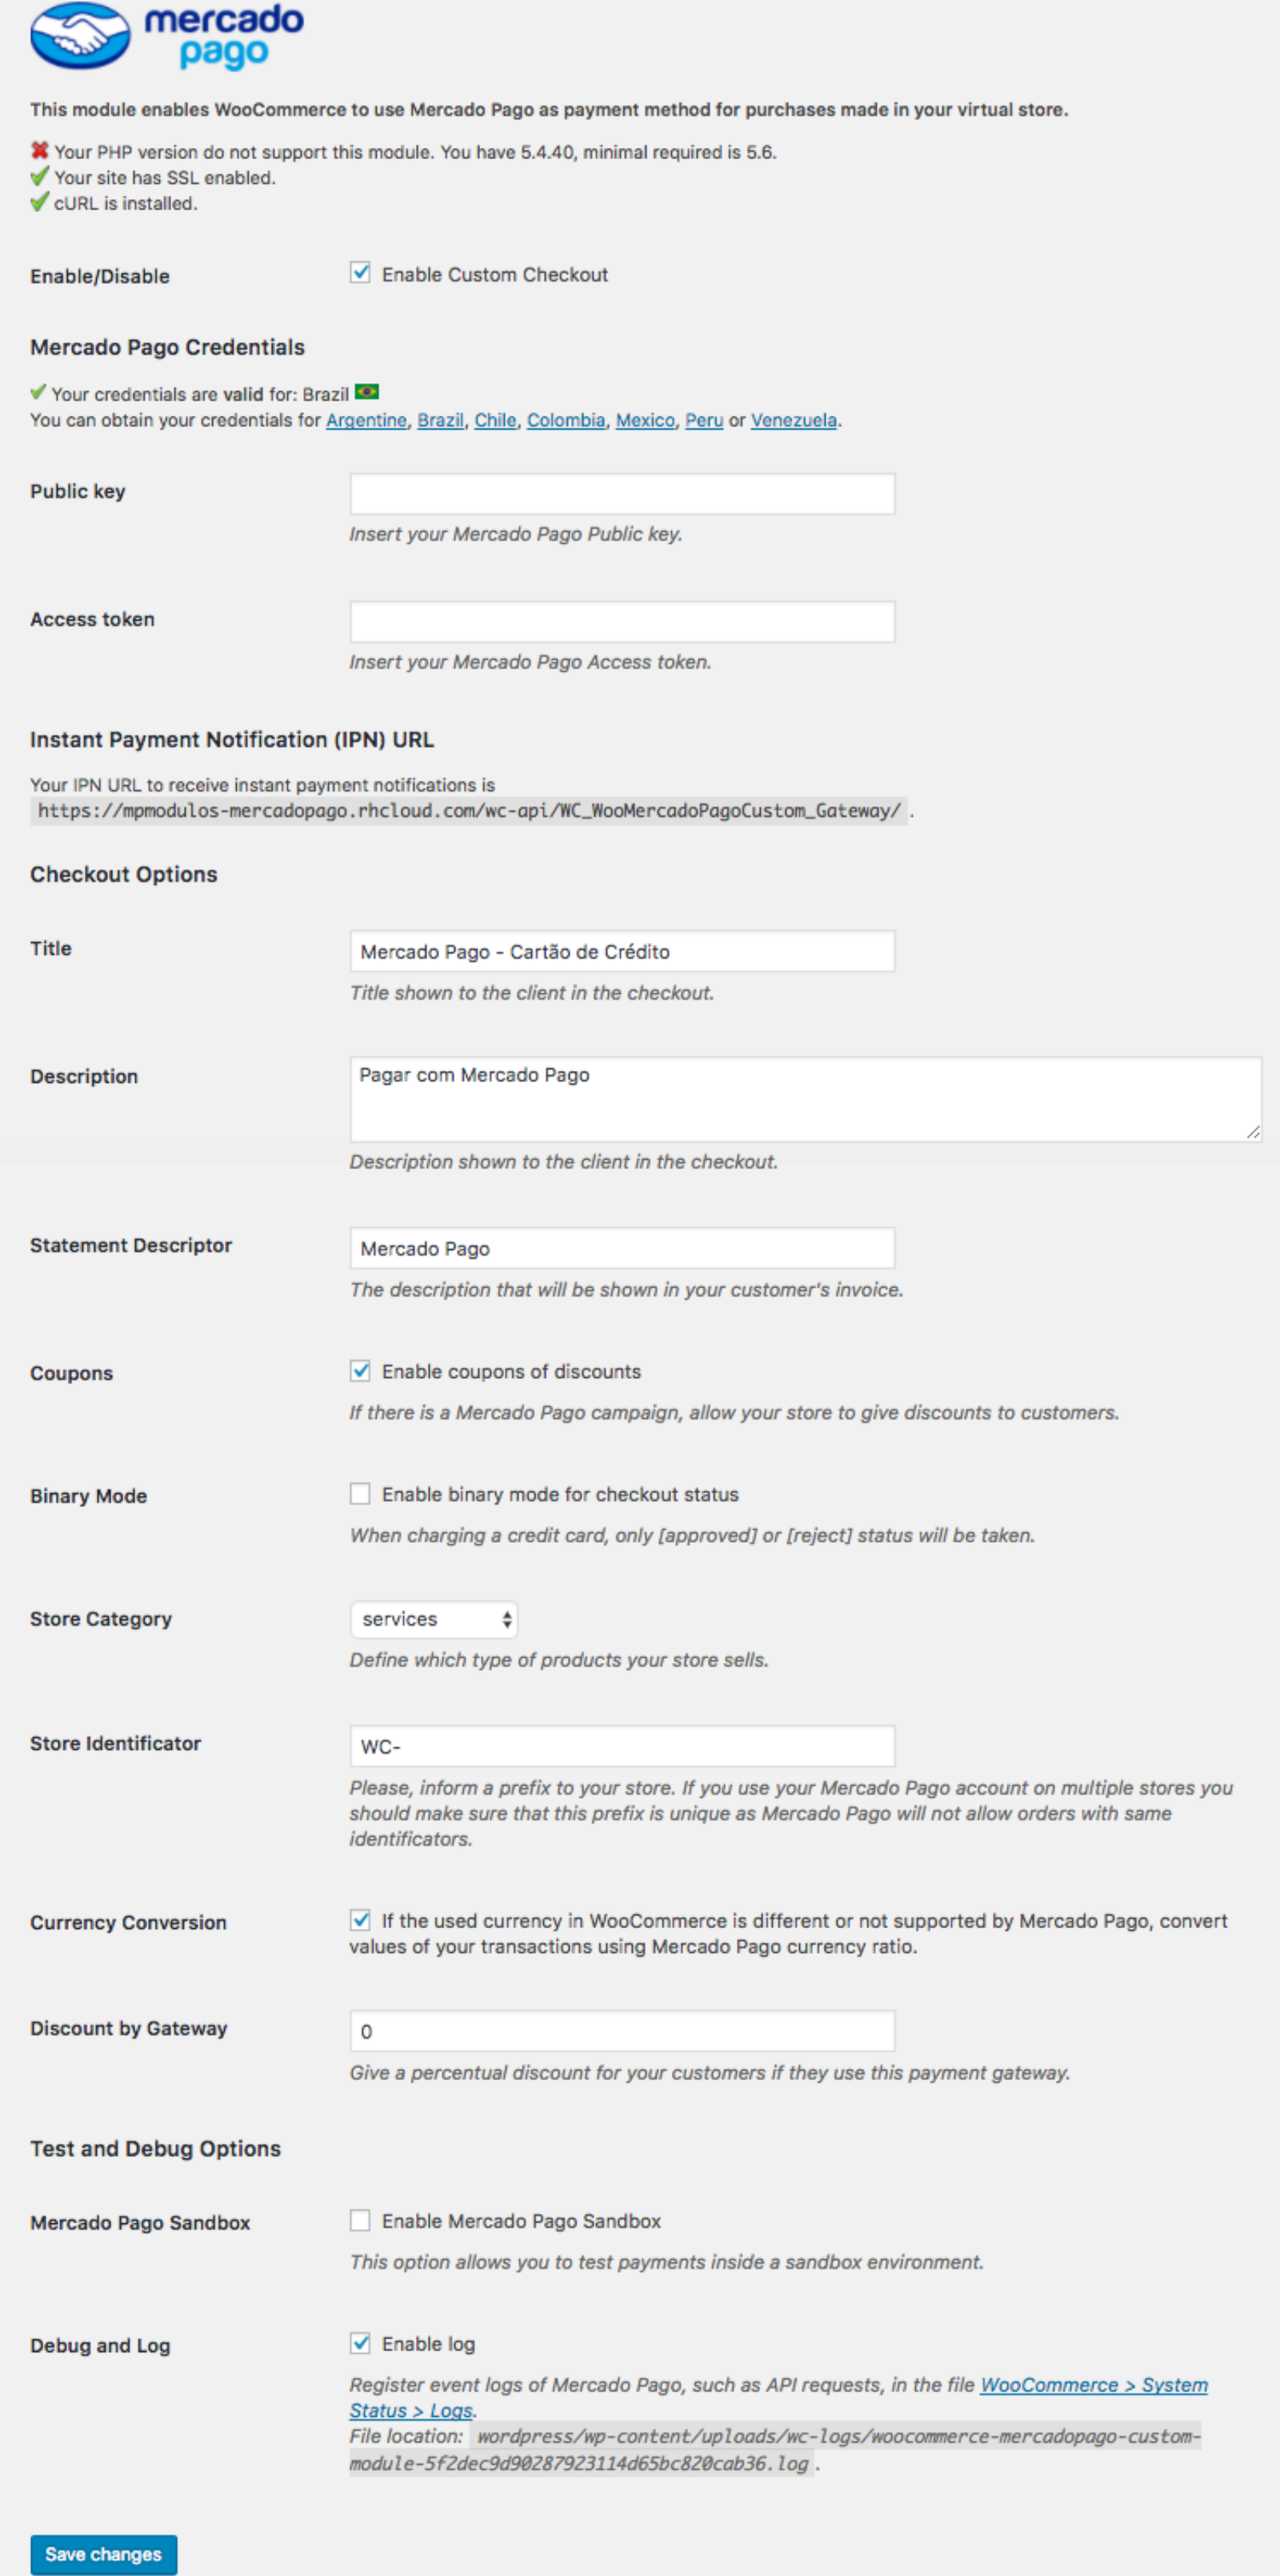 mercado
pago
This module enables WooCommerce to use Mercado Pago as payment method for purchases made in your virtual store.
Your PHP version do not support this module. You have 5.4.40, minimal required is 5.6.
Your site has SSL enabled.
cURL is installed.
Enable/Disable
Enable Custom Checkout
Mercado Pago Credentials
Your credentials are valid for: Brazil
You can obtain your credentials for Argentine, Brazil, Chile, Colombia, Mexico, Peru or Venezuela.
Public key
Insert your Mercado Pago Public key.
Access token
Insert your Mercado Pago Access token.
Instant Payment Notification (IPN) URL
Your IPN URL to receive instant payment notifications is
https://mpmodulos-mercadopago.rhcloud.com/wc-api/WC_WooMercadoPagoCustom_Gateway/ .
Checkout Options
Title
Mercado Pago - Cartão de Crédito
Title shown to the client in the checkout.
Description
Pagar com Mercado Pago
Description shown to the client in the checkout.
Statement Descriptor
Mercado Pago
The description that will be shown in your customer's invoice.
Coupons
Enable coupons of discounts
If there is a Mercado Pago campaign, allow your store to give discounts to customers.
Binary Mode
Enable binary mode for checkout status
When charging a credit card, only [approved] or [reject] status will be taken.
Store Category
services
Define which type of products your store sells.
Store Identificator
WC-
Please, inform a prefix to your store. If you use your Mercado Pago account on multiple stores you
should make sure that this prefix is unique as Mercado Pago will not allow orders with same
identificators.
Currency Conversion
If the used currency in WooCommerce is different or not supported by Mercado Pago, convert
values of your transactions using Mercado Pago currency ratio.
Discount by Gateway
0
Give a percentual discount for your customers if they use this payment gateway.
Test and Debug Options
Mercado Pago Sandbox
Enable Mercado Pago Sandbox
This option allows you to test payments inside a sandbox environment.
Debug and Log
Enable log
Register event logs of Mercado Pago, such as API requests, in the file WooCommerce > System
Status > Logs.
File location: wordpress/wp-content/uploads/wc-logs/woocommerce-mercadopago-custom-
module-5f2dec9d90287923114d65bc820cab36.log .
Save changes